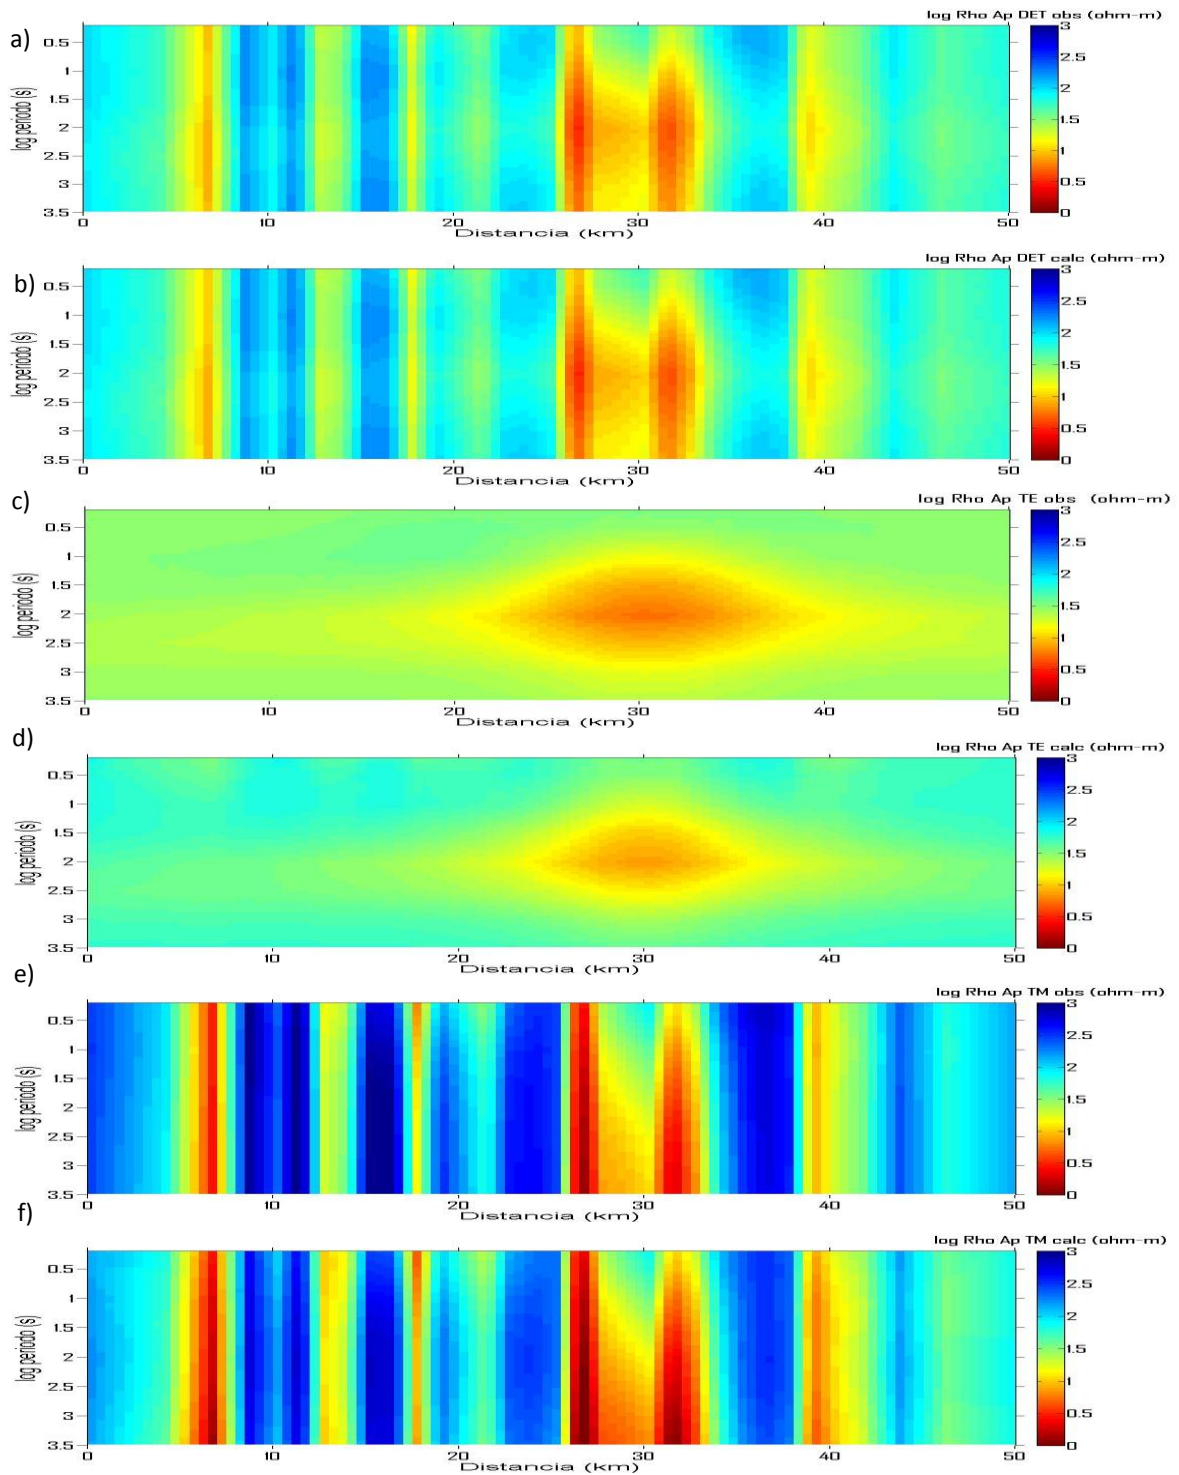 log Rho Ap DET obs (ohm-m)
a)
0.5
1
1.5
2
2.5
3
3.5
log periodo (s)
0 10 20 30 40 50
Distancia (km)
3
2.5
2
1.5
1
0.5
0
log Rho Ap DET calc (ohm-m)
b)
0.5
1
1.5
2
2.5
3
3.5
log periodo (s)
0 10 20 30 40 50
Distancia (km)
3
2.5
2
1.5
1
0.5
0
c)
log Rho Ap TE obs (ohm-m)
0.5
1
1.5
2
2.5
3
3.5
log periodo (s)
0 10 20 30 40 50
Distancia (km)
3
2.5
2
1.5
1
0.5
0
d)
log Rho Ap TE calc (ohm-m)
0.5
1
1.5
2
2.5
3
3.5
log periodo (s)
0 10 20 30 40 50
Distancia (km)
3
2.5
2
1.5
1
0.5
0
e)
log Rho Ap TM obs (ohm-m)
0.5
1
1.5
2
2.5
3
3.5
log periodo (s)
0 10 20 30 40 50
Distancia (km)
3
2.5
2
1.5
1
0.5
0
f)
log Rho Ap TM calc (ohm-m)
0.5
1
1.5
2
2.5
3
3.5
log periodo (s)
0 10 20 30 40 50
Distancia (km)
3
2.5
2
1.5
1
0.5
0